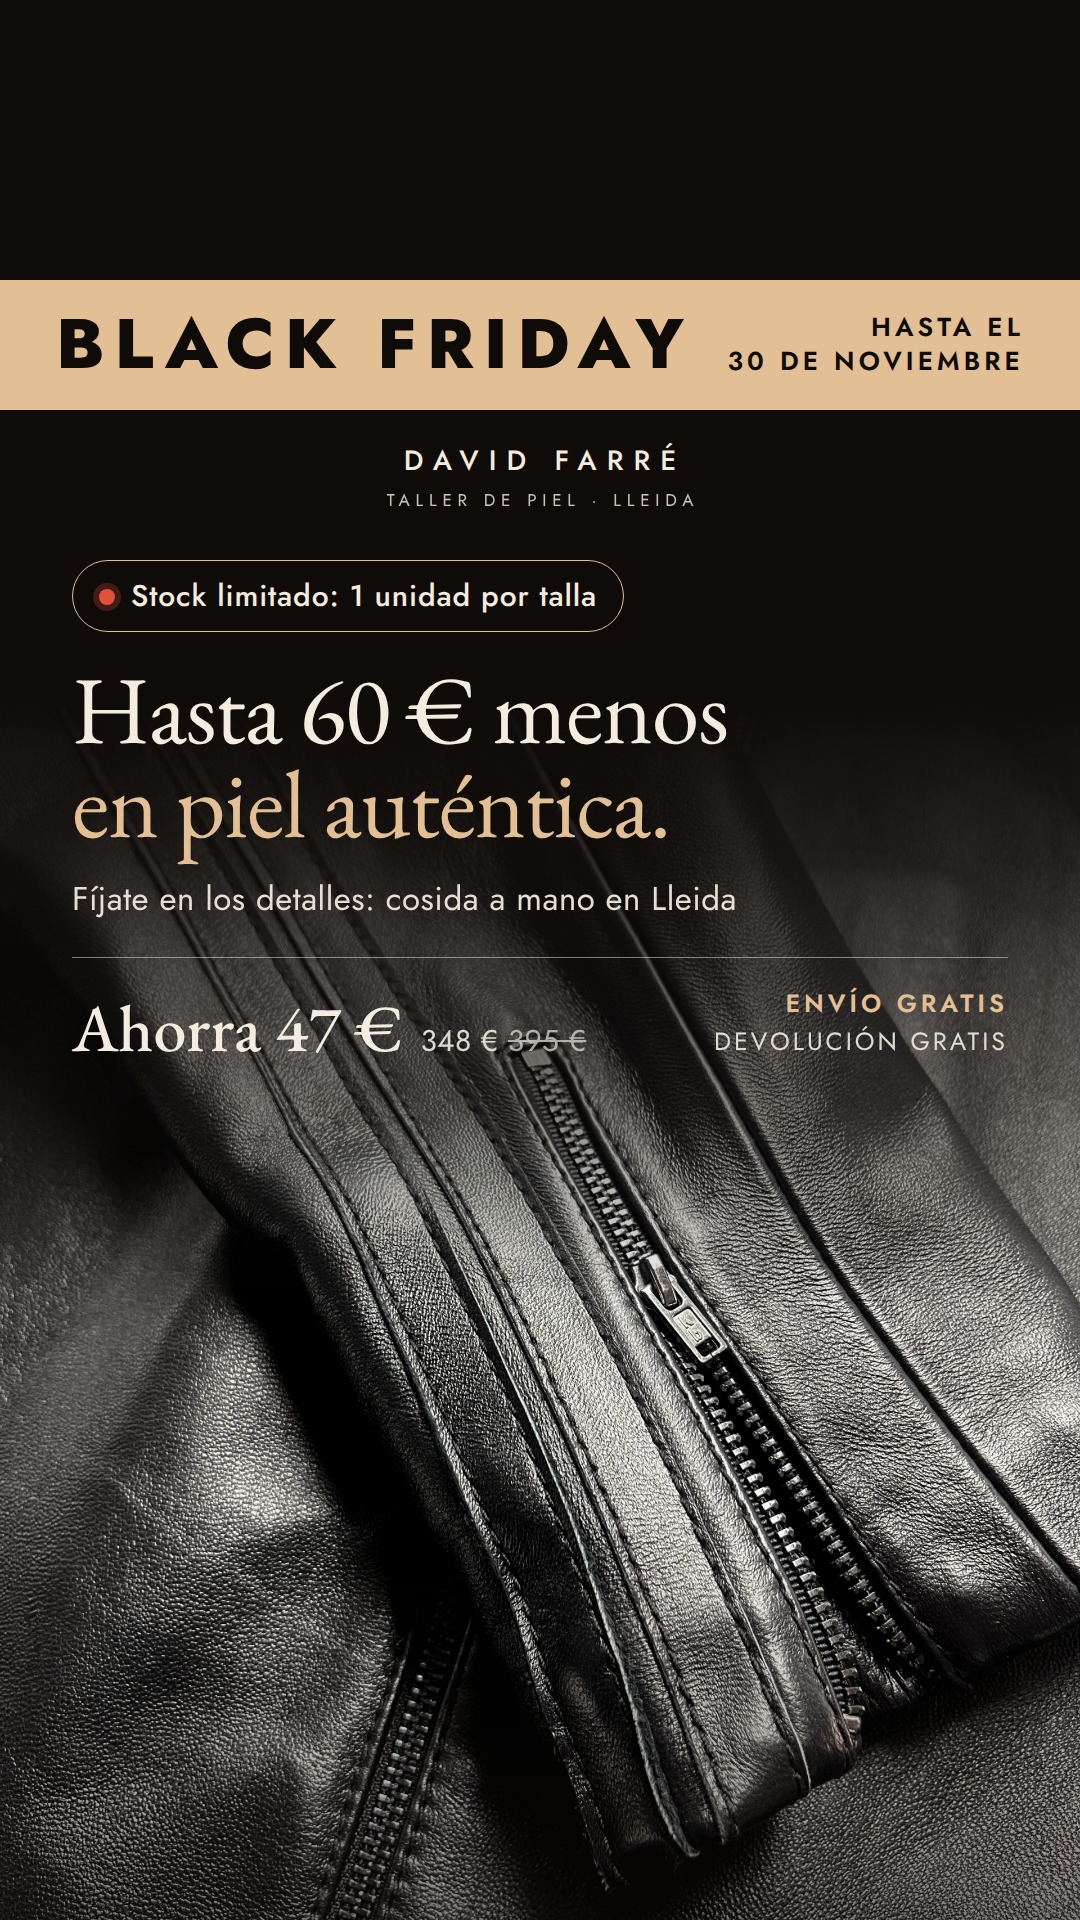 BLACK FRIDAY
HASTA EL
30 DE NOVIEMBRE
DAVID FARRÉ
TALLER DE PIEL · LLEIDA
Stock limitado: 1 unidad por talla
Hasta 60 € menos
en piel auténtica.
Fíjate en los detalles: cosida a mano en Lleida
Ahorra 47 € 348 € 395 €
ENVÍO GRATIS
DEVOLUCIÓN GRATIS